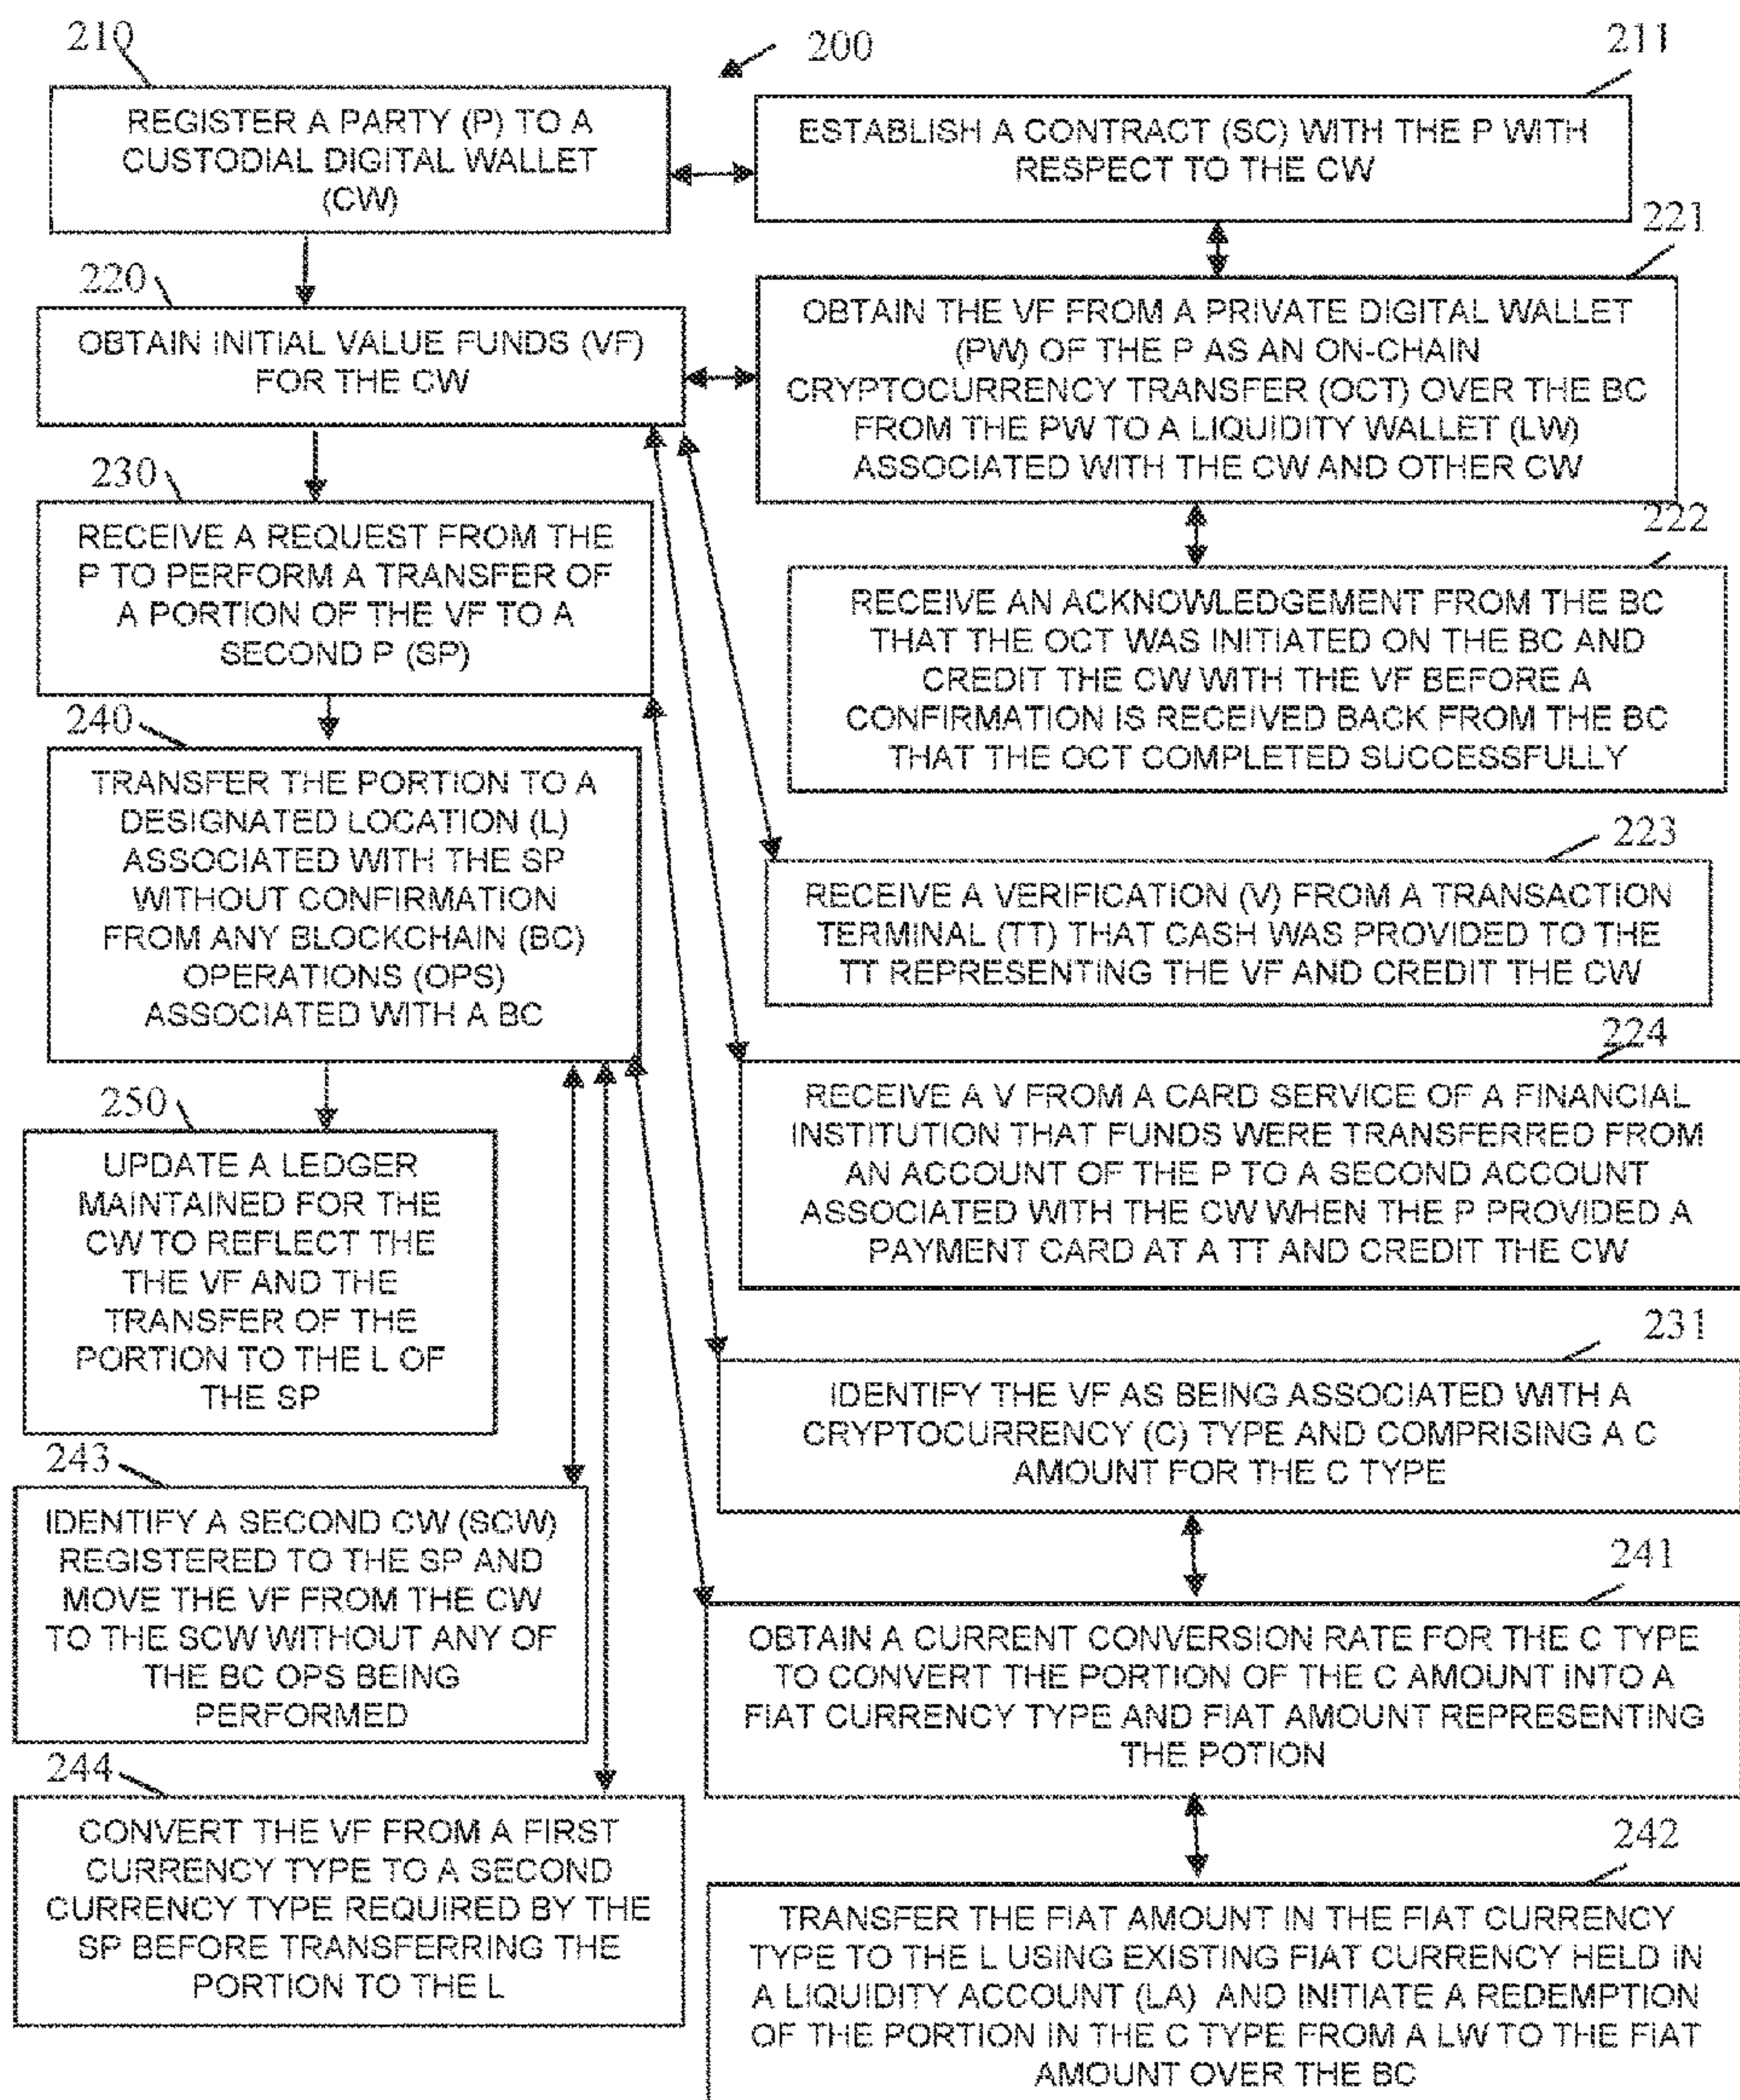 210
200
211
REGISTER A PARTY (P) TO A
CUSTODIAL DIGITAL WALLET
(CW)
ESTABLISH A CONTRACT (SC) WITH THE P WITH
RESPECT TO THE CW
220
OBTAIN INITIAL VALUE FUNDS (VF)
FOR THE CW
221
OBTAIN THE VF FROM A PRIVATE DIGITAL WALLET
(PW) OF THE P AS AN ON-CHAIN
CRYPTOCURRENCY TRANSFER (OCT) OVER THE BC
FROM THE PW TO A LIQUIDITY WALLET (LW)
ASSOCIATED WITH THE CW AND OTHER CW
230
RECEIVE A REQUEST FROM THE
P TO PERFORM A TRANSFER OF
A PORTION OF THE VF TO A
SECOND P (SP)
222
RECEIVE AN ACKNOWLEDGEMENT FROM THE BC
THAT THE OCT WAS INITIATED ON THE BC AND
CREDIT THE CW WITH THE VF BEFORE A
CONFIRMATION IS RECEIVED BACK FROM THE BC
THAT THE OCT COMPLETED SUCCESSFULLY
240
TRANSFER THE PORTION TO A
DESIGNATED LOCATION (L)
ASSOCIATED WITH THE SP
WITHOUT CONFIRMATION
FROM ANY BLOCKCHAIN (BC)
OPERATIONS (OPS)
ASSOCIATED WITH A BC
223
RECEIVE A VERIFICATION (V) FROM A TRANSACTION
TERMINAL (TT) THAT CASH WAS PROVIDED TO THE
TT REPRESENTING THE VF AND CREDIT THE CW
224
RECEIVE A V FROM A CARD SERVICE OF A FINANCIAL
INSTITUTION THAT FUNDS WERE TRANSFERRED FROM
AN ACCOUNT OF THE P TO A SECOND ACCOUNT
ASSOCIATED WITH THE CW WHEN THE P PROVIDED A
PAYMENT CARD AT A TT AND CREDIT THE CW
250
UPDATE A LEDGER
MAINTAINED FOR THE
CW TO REFLECT THE
THE VF AND THE
TRANSFER OF THE
PORTION TO THE L OF
THE SP
231
IDENTIFY THE VF AS BEING ASSOCIATED WITH A
CRYPTOCURRENCY (C) TYPE AND COMPRISING A C
AMOUNT FOR THE C TYPE
243
IDENTIFY A SECOND CW (SCW)
REGISTERED TO THE SP AND
MOVE THE VF FROM THE CW
TO THE SCW WITHOUT ANY OF
THE BC OPS BEING
PERFORMED
241
OBTAIN A CURRENT CONVERSION RATE FOR THE C TYPE
TO CONVERT THE PORTION OF THE C AMOUNT INTO A
FIAT CURRENCY TYPE AND FIAT AMOUNT REPRESENTING
THE POTION
244
CONVERT THE VF FROM A FIRST
CURRENCY TYPE TO A SECOND
CURRENCY TYPE REQUIRED BY THE
SP BEFORE TRANSFERRING THE
PORTION TO THE L
242
TRANSFER THE FIAT AMOUNT IN THE FIAT CURRENCY
TYPE TO THE L USING EXISTING FIAT CURRENCY HELD IN
A LIQUIDITY ACCOUNT (LA) AND INITIATE A REDEMPTION
OF THE PORTION IN THE C TYPE FROM A LW TO THE FIAT
AMOUNT OVER THE BC